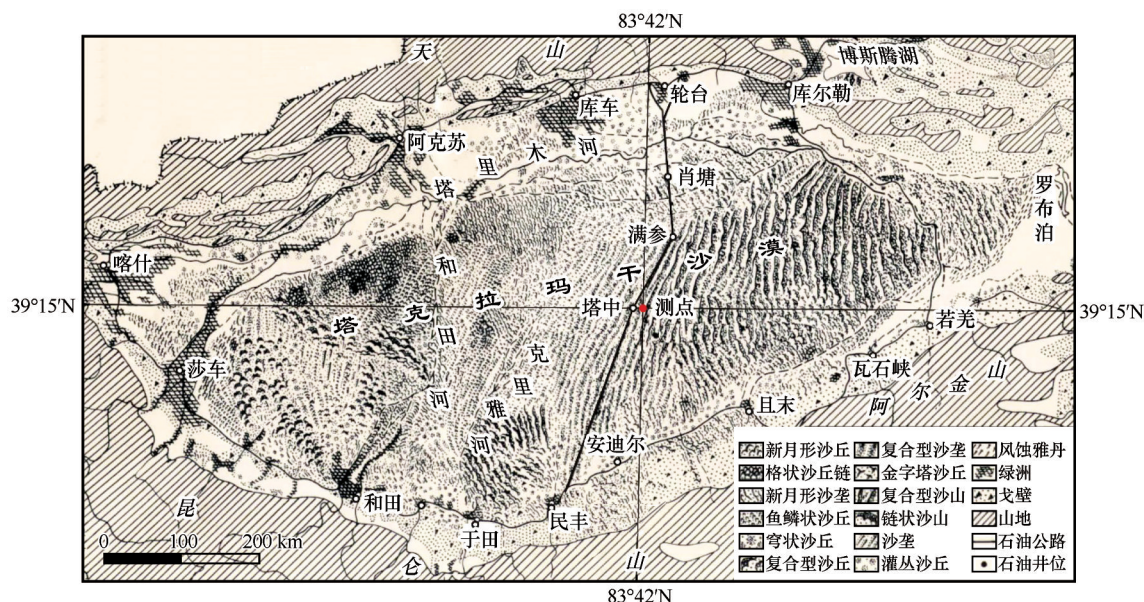 83°42′N
天 山
博斯腾湖
轮台
库尔勒
库车
阿克苏
塔里木河
肖塘
罗布泊
满参
喀什
和田河
塔克拉玛干沙漠
39°15′N
39°15′N
塔中
测点
若羌
莎车
克里雅河
瓦石峡
阿尔金山
且末
安迪尔
和田
民丰
于田
昆仑山
0 100 200 km
新月形沙丘 复合型沙垄 风蚀雅丹
格状沙丘链 金字塔沙丘 绿洲
新月形沙垄 复合型沙山 戈壁
鱼鳞状沙丘 链状沙山 山地
穹状沙丘 沙垄 石油公路
复合型沙丘 灌丛沙丘 石油井位
83°42′N